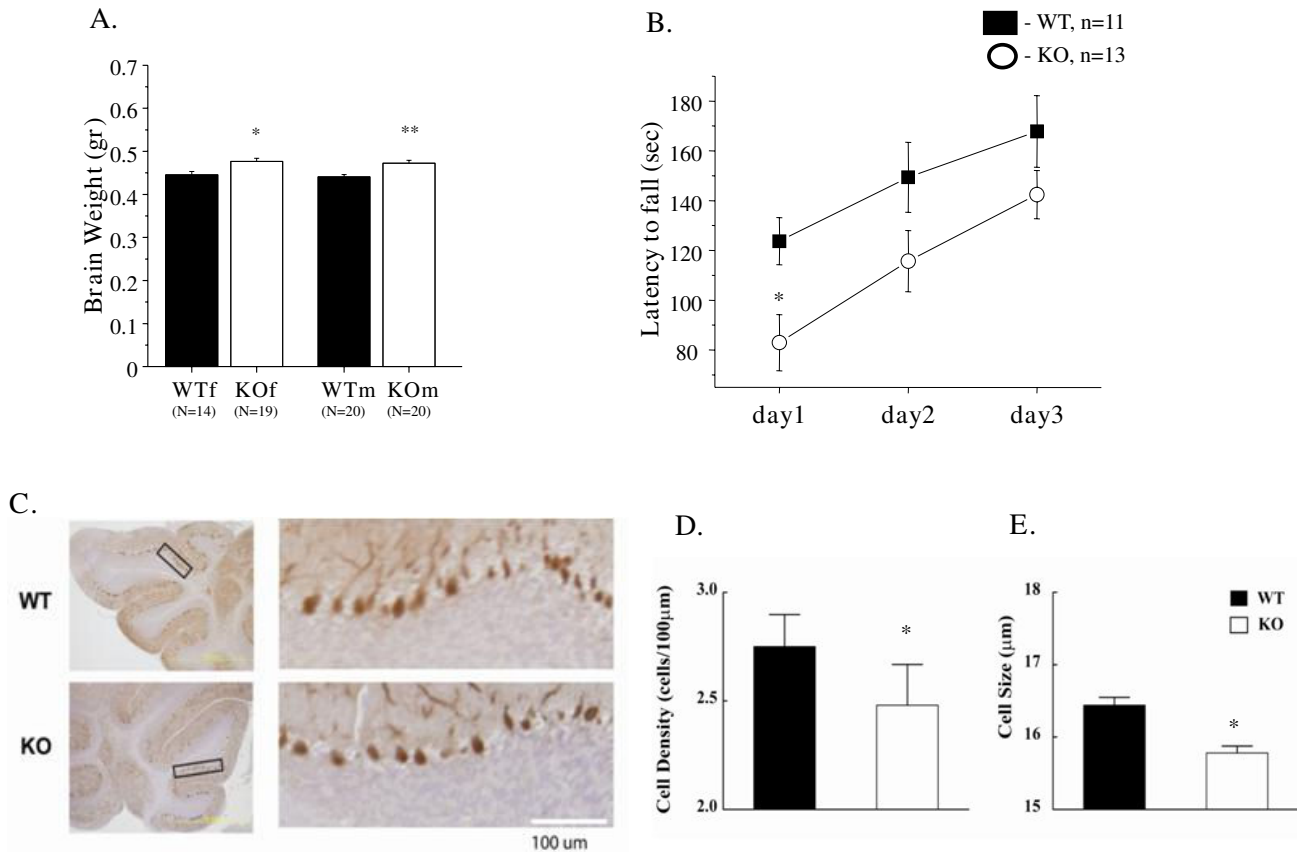 A.
Brain Weight (gr)
0.7
0.6
0.5
0.4
0.3
0.2
0.1
0
*
**
WTf KOf WTm KOm
(N=14) (N=19) (N=20) (N=20)
B.
- WT, n=11
- KO, n=13
Latency to fall (sec)
180
160
140
120
100
80
*
day1 day2 day3
C.
WT
KO
100 um
D.
Cell Density (cells/100μm)
3.0
2.5
2.0
*
E.
Cell Size (μm)
18
17
16
15
WT
KO
*